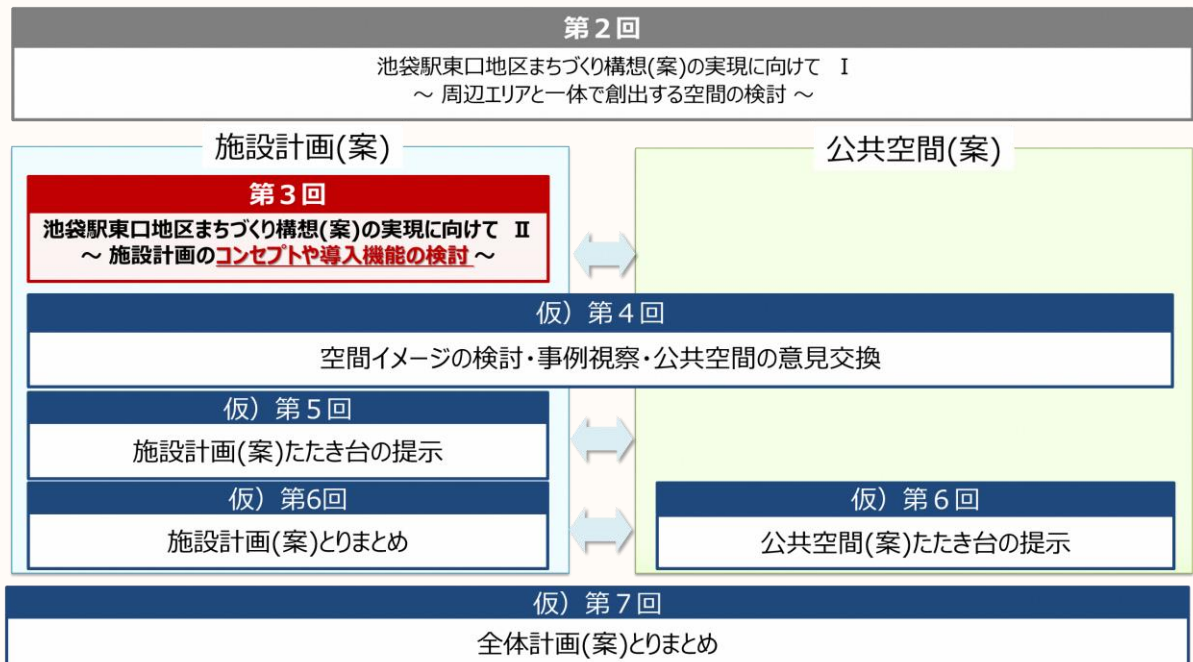 第２回
池袋駅東口地区まちづくり構想(案)の実現に向けて　Ⅰ
～ 周辺エリアと一体で創出する空間の検討 ～
施設計画(案)
公共空間(案)
第３回
池袋駅東口地区まちづくり構想(案)の実現に向けて　Ⅱ
～ 施設計画のコンセプトや導入機能の検討 ～
仮）第４回
空間イメージの検討・事例視察・公共空間の意見交換
仮）第５回
施設計画(案)たたき台の提示
仮）第6回
施設計画(案)とりまとめ
仮）第６回
公共空間(案)たたき台の提示
仮）第７回
全体計画(案)とりまとめ